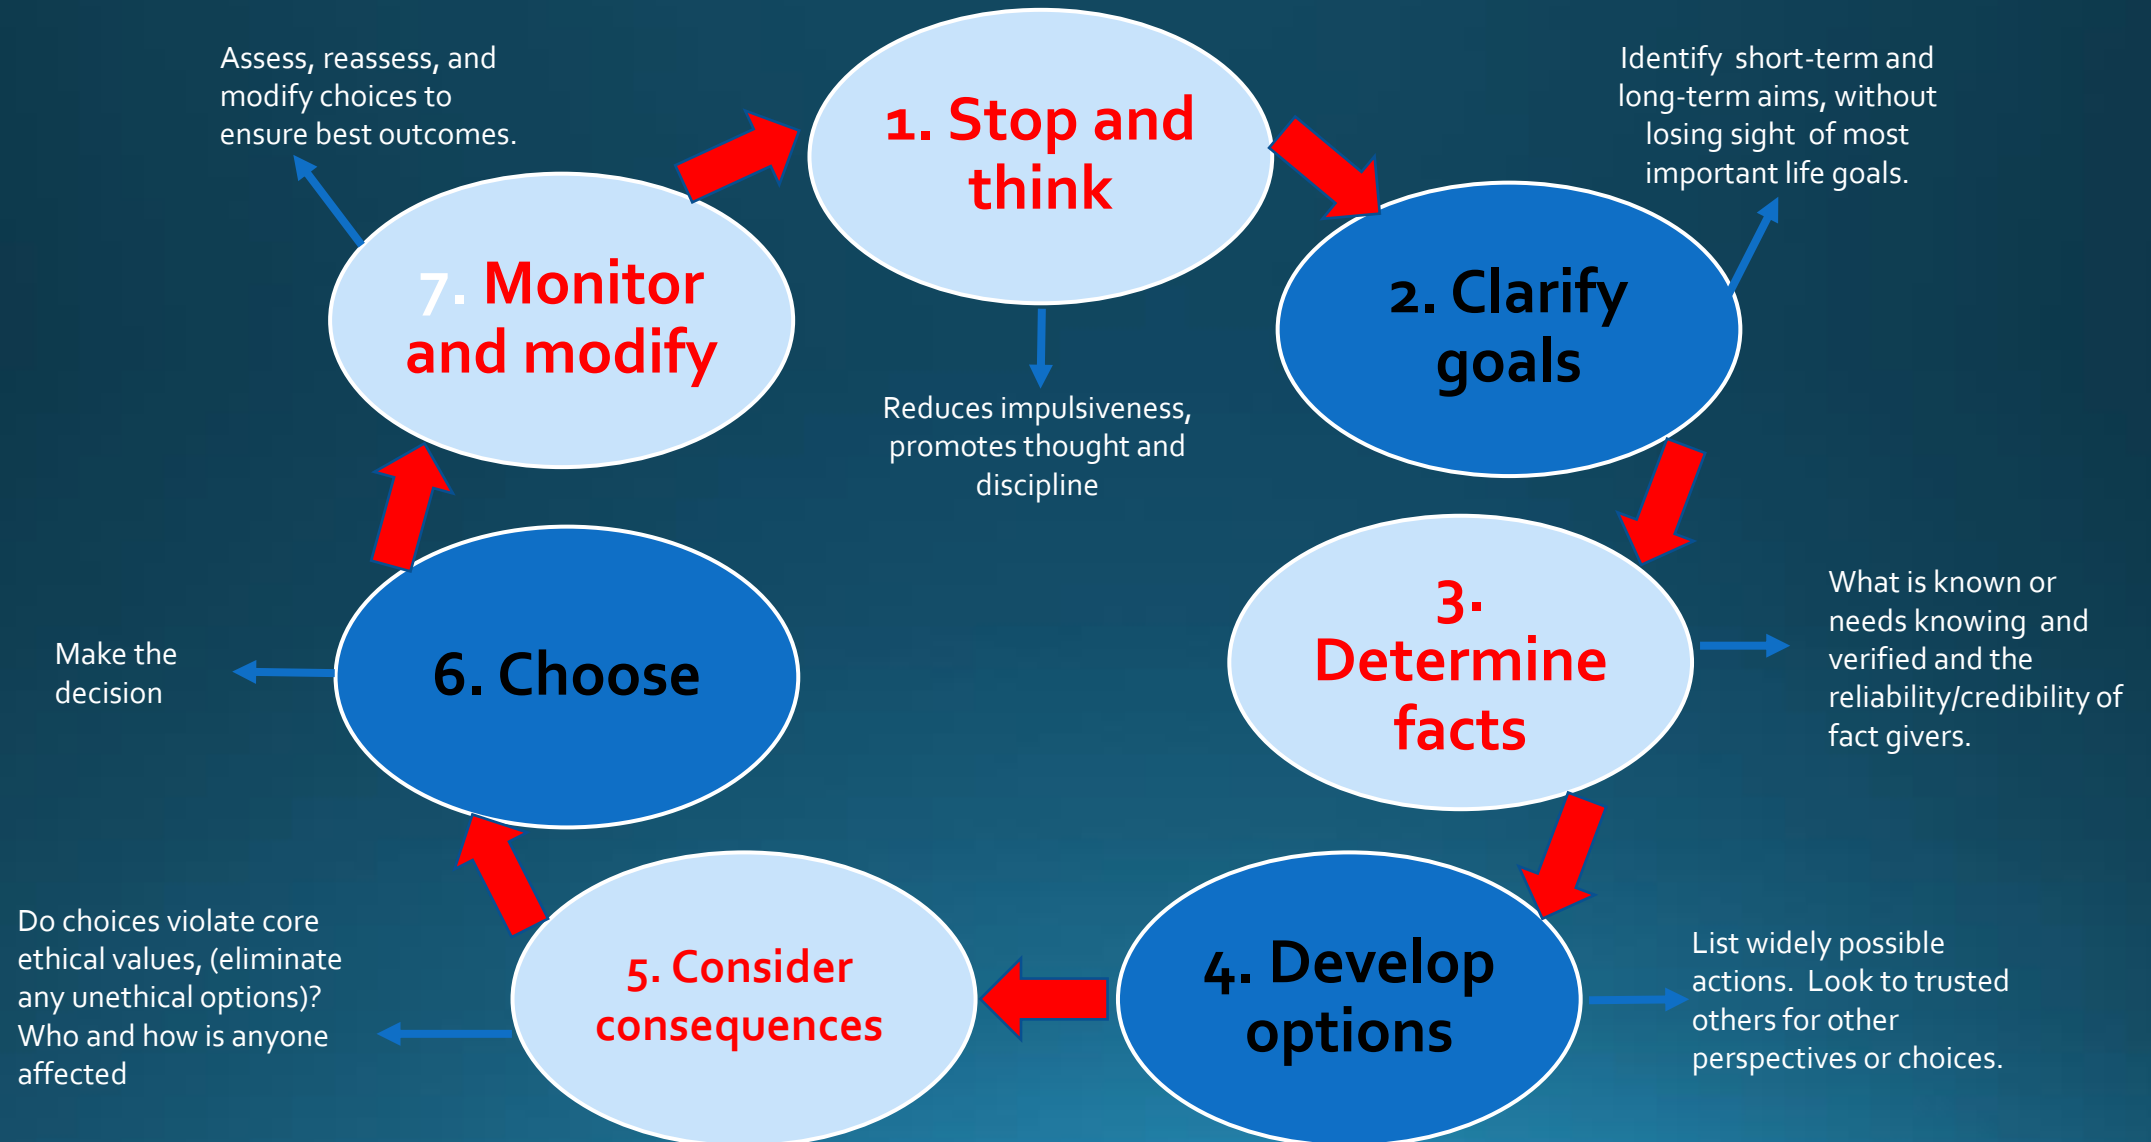 1. Stop and
think
Reduces impulsiveness,
promotes thought and
discipline
2. Clarify
goals
Identify short-term and
long-term aims, without
losing sight of most
important life goals.
3.
Determine
facts
What is known or
needs knowing and
verified and the
reliability/credibility of
fact givers.
4. Develop
options
List widely possible
actions. Look to trusted
others for other
perspectives or choices.
5. Consider
consequences
Do choices violate core
ethical values, (eliminate
any unethical options)?
Who and how is anyone
affected
6. Choose
Make the
decision
7. Monitor
and modify
Assess, reassess, and
modify choices to
ensure best outcomes.